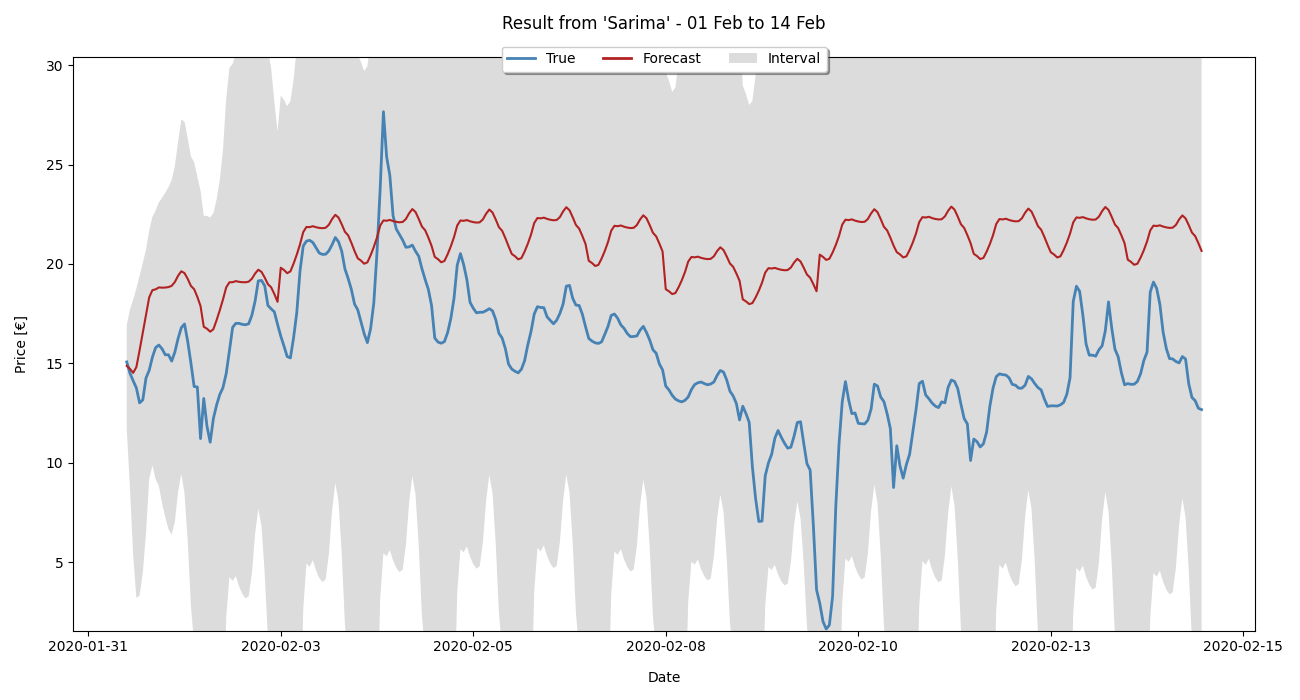 Result from 'Sarima' - 01 Feb to 14 Feb
True Forecast Interval
30
25
20
15
10
5
Price [€]
2020-01-31 2020-02-03 2020-02-05 2020-02-08 2020-02-10 2020-02-13 2020-02-15
Date